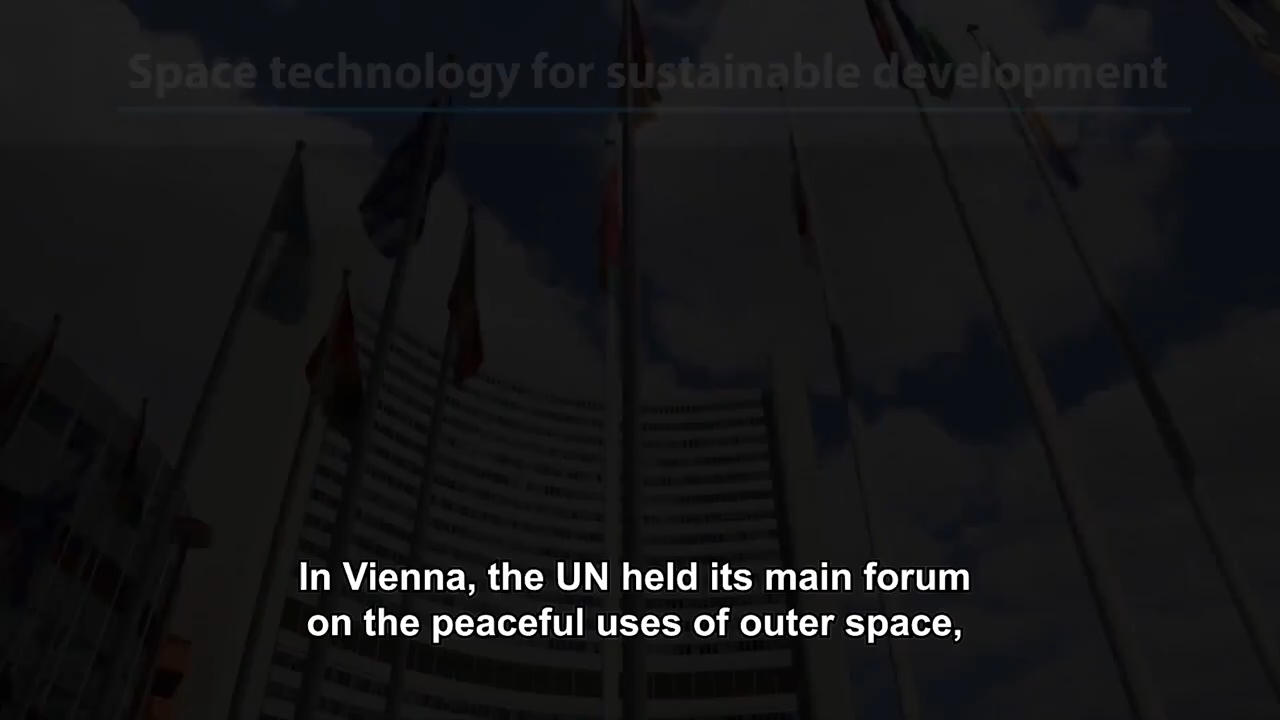 Space technology for sustainable development
In Vienna, the UN held its main forum
on the peaceful uses of outer space,